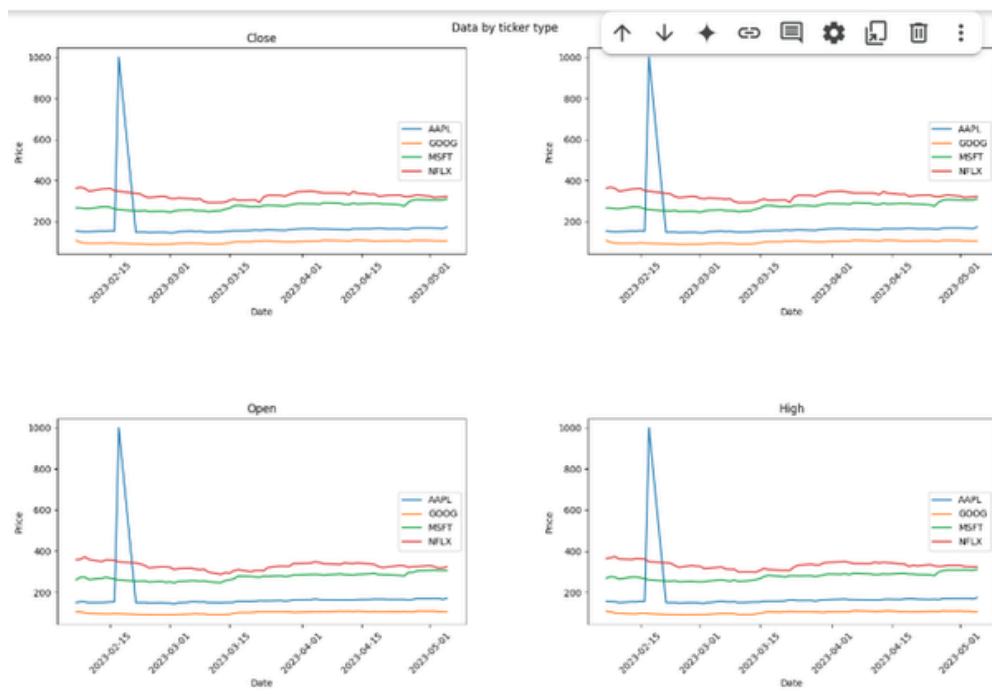 Data by ticker type
Close
1000
800
600
400
200
Price
AAPL
GOOG
MSFT
NFLX
2023-02-15
2023-03-01
2023-03-15
2023-04-01
2023-04-15
2023-05-01
Date
1000
800
600
400
200
Price
AAPL
GOOG
MSFT
NFLX
2023-02-15
2023-03-01
2023-03-15
2023-04-01
2023-04-15
2023-05-01
Date
Open
1000
800
600
400
200
Price
AAPL
GOOG
MSFT
NFLX
2023-02-15
2023-03-01
2023-03-15
2023-04-01
2023-04-15
2023-05-01
Date
High
1000
800
600
400
200
Price
AAPL
GOOG
MSFT
NFLX
2023-02-15
2023-03-01
2023-03-15
2023-04-01
2023-04-15
2023-05-01
Date